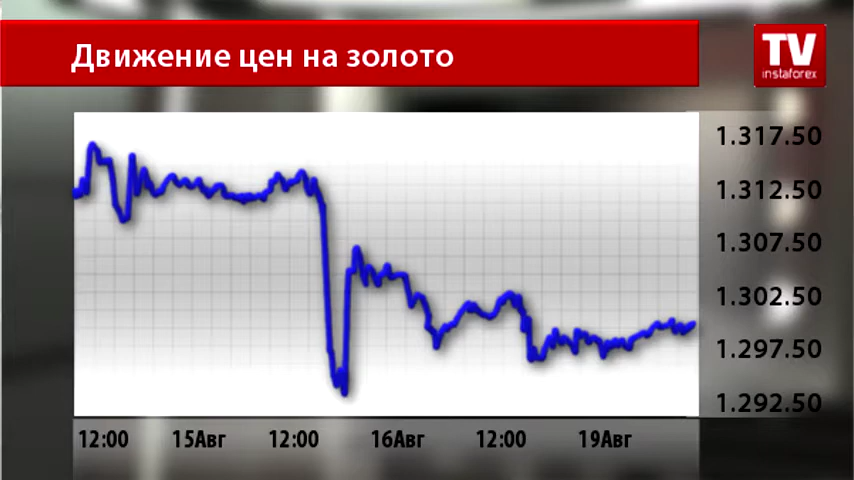 Движение цен на золото
TV
instaforex
1.317.50
1.312.50
1.307.50
1.302.50
1.297.50
1.292.50
12:00 15Авг 12:00 16Авг 12:00 19Авг